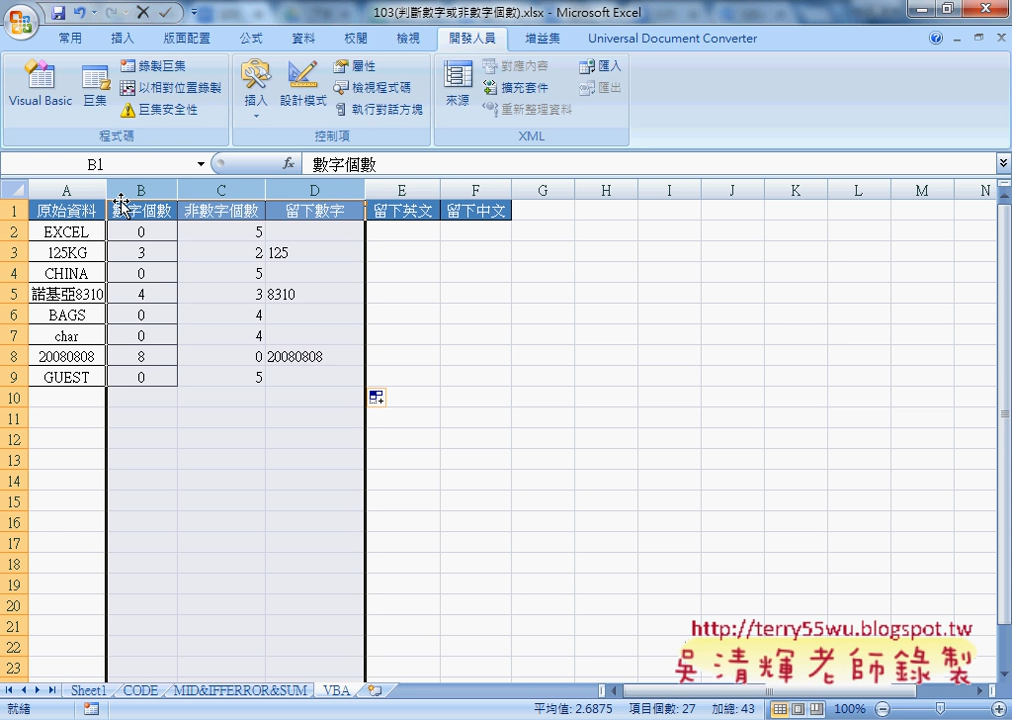 103(判斷數字或非數字個數).xlsx - Microsoft Excel
常用 插入 版面配置 公式 資料 校閱 檢視 開發人員 增益集 Universal Document Converter
Visual Basic 巨集 錄製巨集 以相對位置錄製 巨集安全性 程式碼
插入 設計模式 屬性 檢視程式碼 執行對話方塊 控制項
來源 對應內容 擴充套件 重新整理資料 匯入 匯出 XML
B1 fx 數字個數
A B C D E F G H I J K L M N
1 原始資料 數字個數 非數字個數 留下數字 留下英文 留下中文
2 EXCEL 0 5
3 125KG 3 2 125
4 CHINA 0 5
5 諾基亞8310 4 3 8310
6 BAGS 0 4
7 char 0 4
8 20080808 8 0 20080808
9 GUEST 0 5
10
11
12
13
14
15
16
17
18
19
20
21
22
23
http://terry55wu.blogspot.tw
吳清輝老師錄製
Sheet1 CODE MID&IFFERROR&SUM VBA
就緒 平均值: 2.6875 項目個數: 27 加總: 43 100%